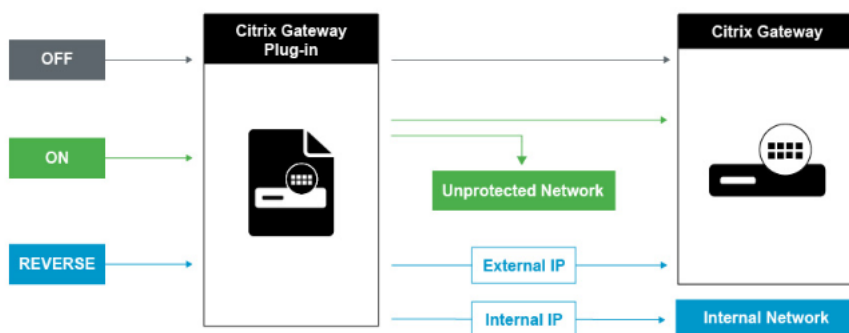 Citrix Gateway
Plug-in
Citrix Gateway
OFF
ON
Unprotected Network
REVERSE
External IP
Internal IP
Internal Network